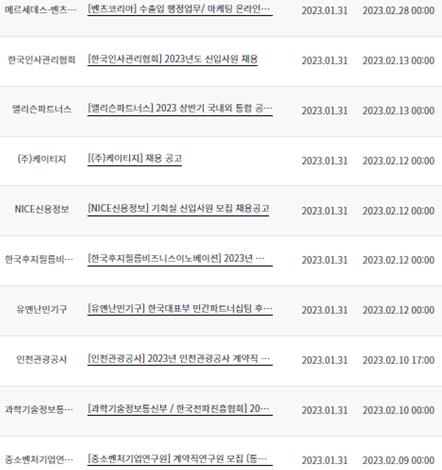 메르세데스-벤츠… [벤츠코리아] 수출입 행정업무/ 마케팅 온라인… 2023.01.31 2023.02.28 00:00
한국인사관리협회 [한국인사관리협회] 2023년도 신입사원 채용 2023.01.31 2023.02.13 00:00
앨리슨파트너스 [앨리슨파트너스] 2023 상반기 국내외 통합 공… 2023.01.31 2023.02.13 00:00
(주)케이티지 [(주)케이티지] 채용 공고 2023.01.31 2023.02.12 00:00
NICE신용정보 [NICE신용정보] 기획실 신입사원 모집 채용공고 2023.01.31 2023.02.12 00:00
한국후지필름비… [한국후지필름비즈니스이노베이션] 2023년 … 2023.01.31 2023.02.12 00:00
유엔난민기구 [유엔난민기구] 한국대표부 민간파트너십팀 후… 2023.01.31 2023.02.12 00:00
인천관광공사 [인천관광공사] 2023년 인천관광공사 계약직 … 2023.01.31 2023.02.10 17:00
과학기술정보통… [과학기술정보통신부 / 한국전파진흥협회] 20… 2023.01.31 2023.02.10 00:00
중소벤처기업연… [중소벤처기업연구원] 계약직연구원 모집 (통… 2023.01.31 2023.02.09 00:00